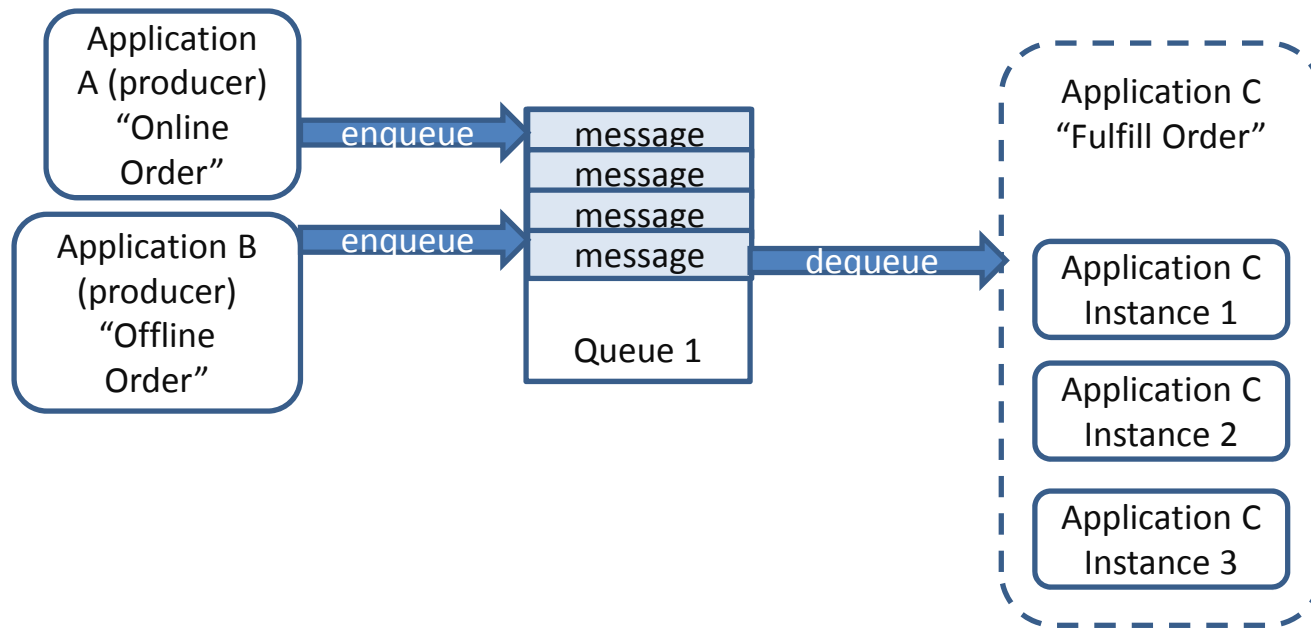 Application
A (producer)
“Online
Order”
enqueue
Application B
(producer)
“Offline
Order”
enqueue
message
message
message
message
Queue 1
dequeue
Application C
“Fulfill Order”
Application C
Instance 1
Application C
Instance 2
Application C
Instance 3